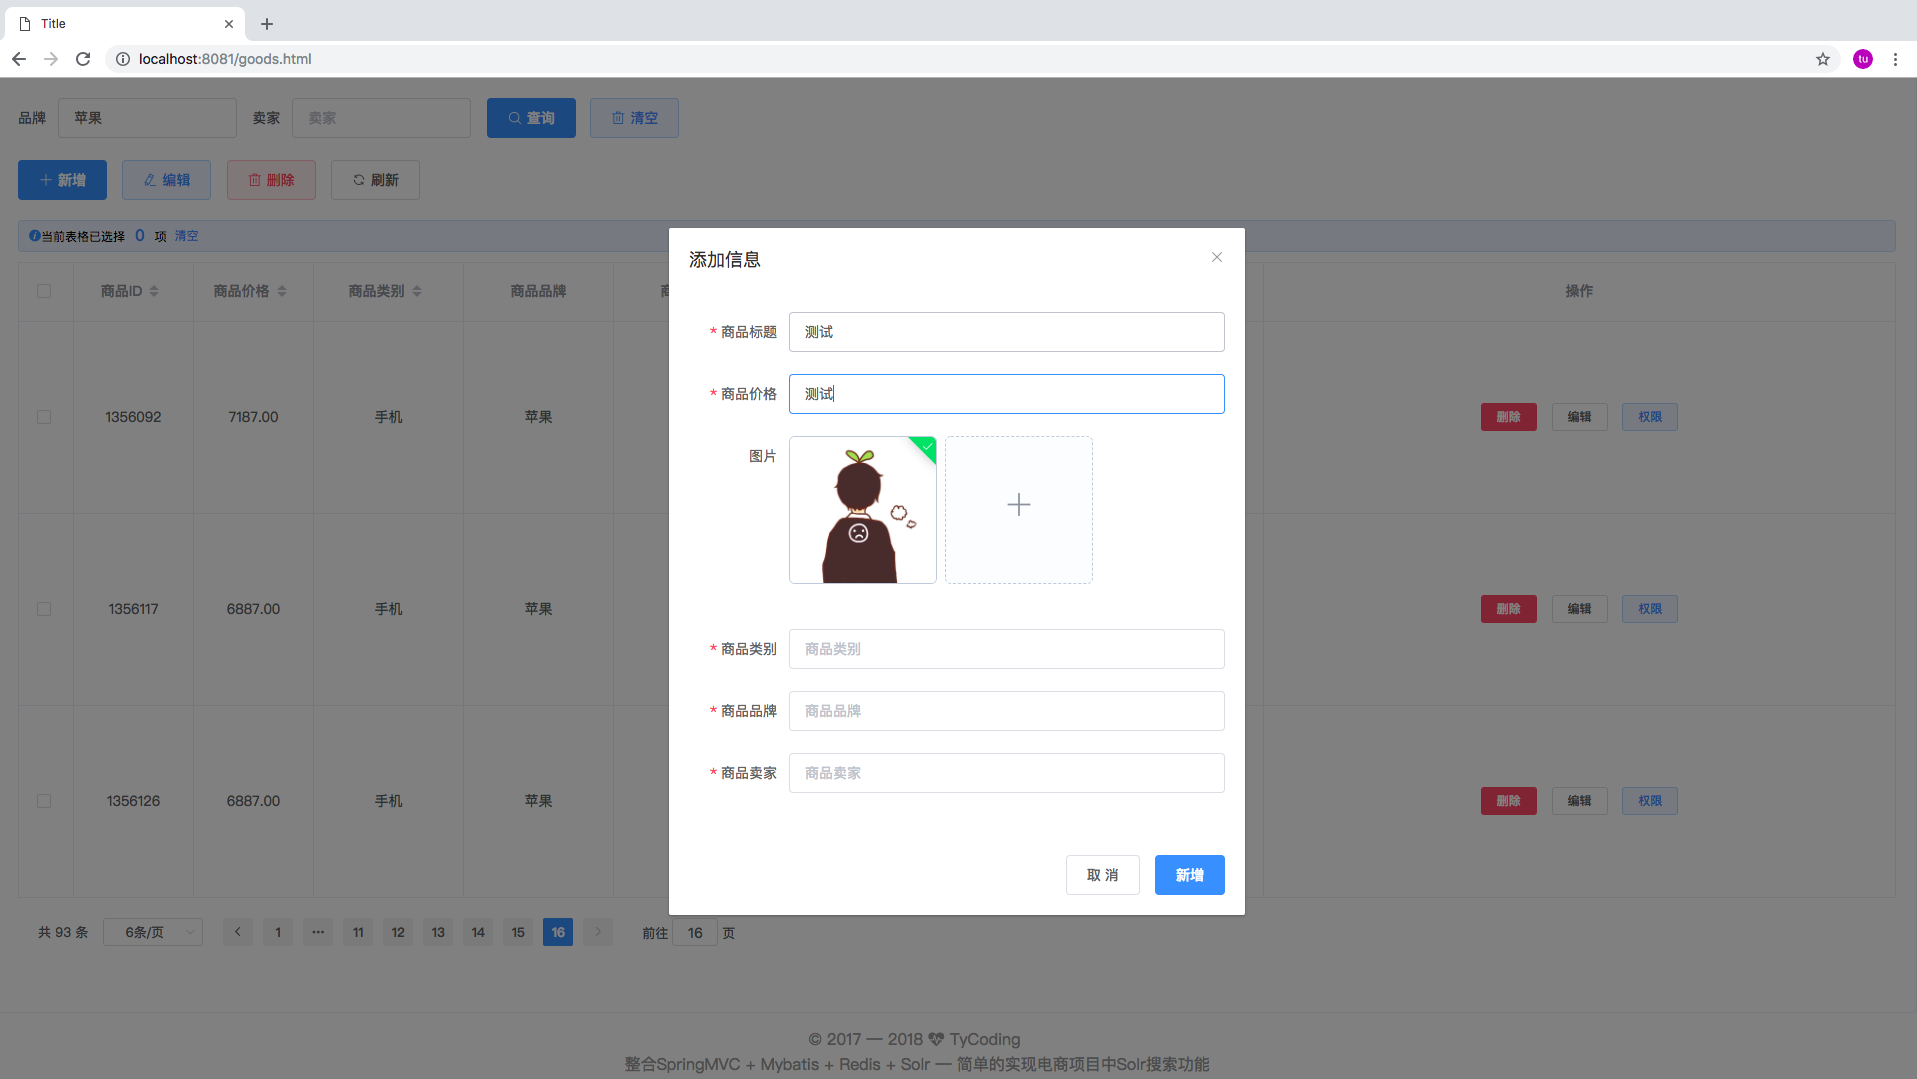 Title
localhost:8081/goods.html
tu
品牌 苹果 卖家 卖家 查询 清空
新增 编辑 删除 刷新
当前表格已选择 0 项 清空
商品ID 商品价格 商品类别 商品品牌 操作
1356092 7187.00 手机 苹果 删除 编辑 权限
1356117 6887.00 手机 苹果 删除 编辑 权限
1356126 6887.00 手机 苹果 删除 编辑 权限
添加信息
* 商品标题 测试
* 商品价格 测试
图片
* 商品类别 商品类别
* 商品品牌 商品品牌
* 商品卖家 商品卖家
取 消 新增
共 93 条 6条/页 1 ••• 11 12 13 14 15 16 前往 16 页
© 2017 — 2018 TyCoding
整合SpringMVC + Mybatis + Redis + Solr — 简单的实现电商项目中Solr搜索功能